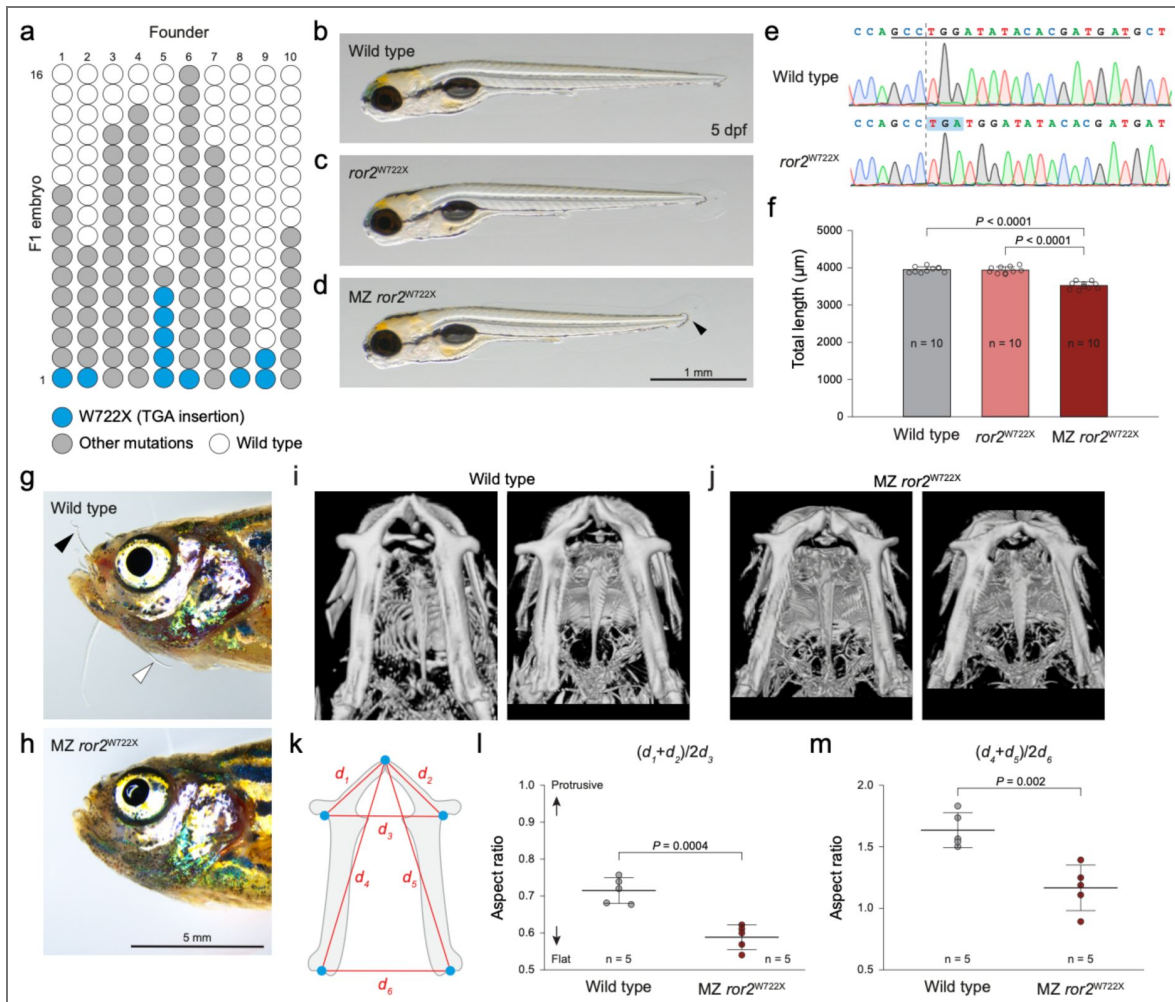 a
Founder
1 2 3 4 5 6 7 8 9 10
16
F1 embryo
1
W722X (TGA insertion)
Other mutations
Wild type
b
Wild type
5 dpf
c
ror2W722X
d
MZ ror2W722X
1 mm
e
C C A G C C T G G A T A T A C A C G A T G A T G C T
Wild type
C C A G C C T G A T G G A T A T A C A C G A T G A T
ror2W722X
f
P < 0.0001
P < 0.0001
Total length (µm)
5000
4000
3000
2000
1000
0
n = 10
n = 10
n = 10
Wild type
ror2W722X
MZ ror2W722X
g
Wild type
h
MZ ror2W722X
5 mm
i
Wild type
j
MZ ror2W722X
k
d1
d2
d3
d4
d5
d6
l
(d1+d2)/2d3
Aspect ratio
1.0
0.9
0.8
0.7
0.6
0.5
Protrusive
Flat
P = 0.0004
n = 5
n = 5
Wild type
MZ ror2W722X
m
(d4+d5)/2d6
Aspect ratio
2.0
1.5
1.0
0.5
P = 0.002
n = 5
n = 5
Wild type
MZ ror2W722X